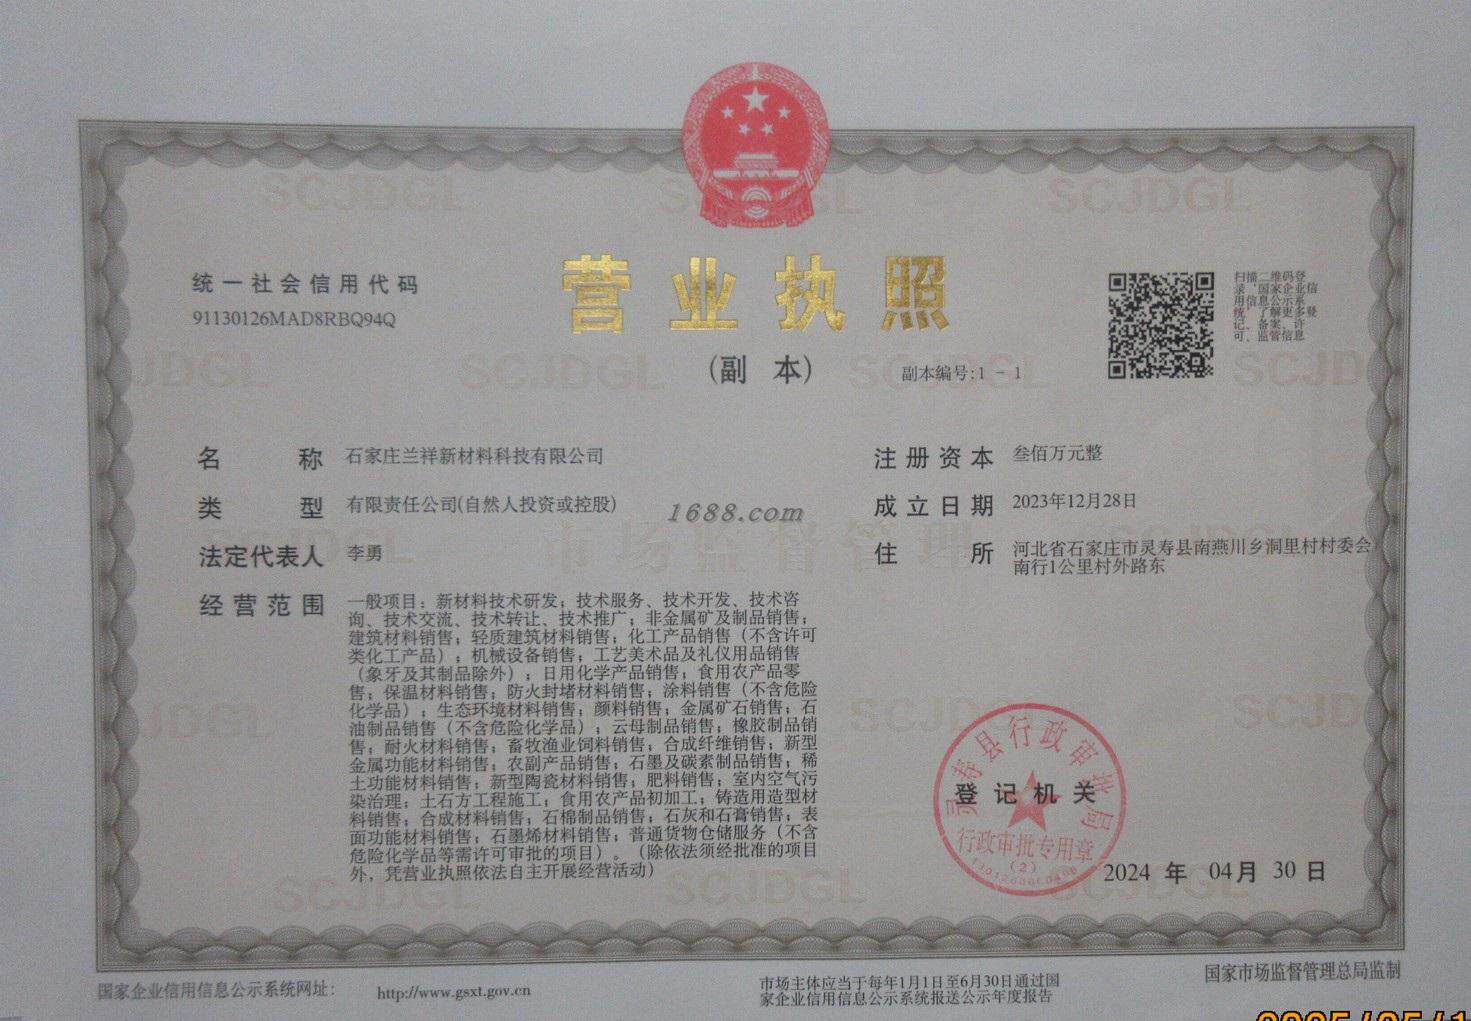 统一社会信用代码
91130126MAD8RBQ94Q
营业执照
(副 本)
副本编号:1 - 1
扫描二维码登
录‘国家企业信
用信息公示系
统’了解更多登
记、备案、许
可、监管信息
名 称 石家庄兰祥新材料科技有限公司
类 型 有限责任公司(自然人投资或控股)
法定代表人 李勇
经营范围 一般项目：新材料技术研发；技术服务、技术开发、技术咨
询、技术交流、技术转让、技术推广；非金属矿及制品销售；
建筑材料销售；轻质建筑材料销售；化工产品销售（不含许可
类化工产品）；机械设备销售；工艺美术品及礼仪用品销售
（象牙及其制品除外）；日用化学产品销售；食用农产品零
售；保温材料销售；防火封堵材料销售；涂料销售（不含危险
化学品）；生态环境材料销售；颜料销售；金属矿石销售；石
油制品销售（不含危险化学品）；云母制品销售；橡胶制品销
售；耐火材料销售；畜牧渔业饲料销售；合成纤维销售；新型
金属功能材料销售；农副产品销售；石墨及碳素制品销售；稀
土功能材料销售；新型陶瓷材料销售；肥料销售；室内空气污
染治理；土石方工程施工；食用农产品初加工；铸造用造型材
料销售；合成材料销售；石棉制品销售；石灰和石膏销售；表
面功能材料销售；石墨烯材料销售；普通货物仓储服务（不含
危险化学品等需许可审批的项目）。（除依法须经批准的项目
外，凭营业执照依法自主开展经营活动）
注册资本 叁佰万元整
成立日期 2023年12月28日
住 所 河北省石家庄市灵寿县南燕川乡洞里村村委会
南行1公里村外路东
1688.com
SCJDGL
市场监督管理
灵寿县行政审批局
登记机关
行政审批专用章
(2)
2024 年 04月 30 日
国家企业信用信息公示系统网址： http://www.gsxt.gov.cn
市场主体应当于每年1月1日至6月30日通过国
家企业信用信息公示系统报送公示年度报告
国家市场监督管理总局监制